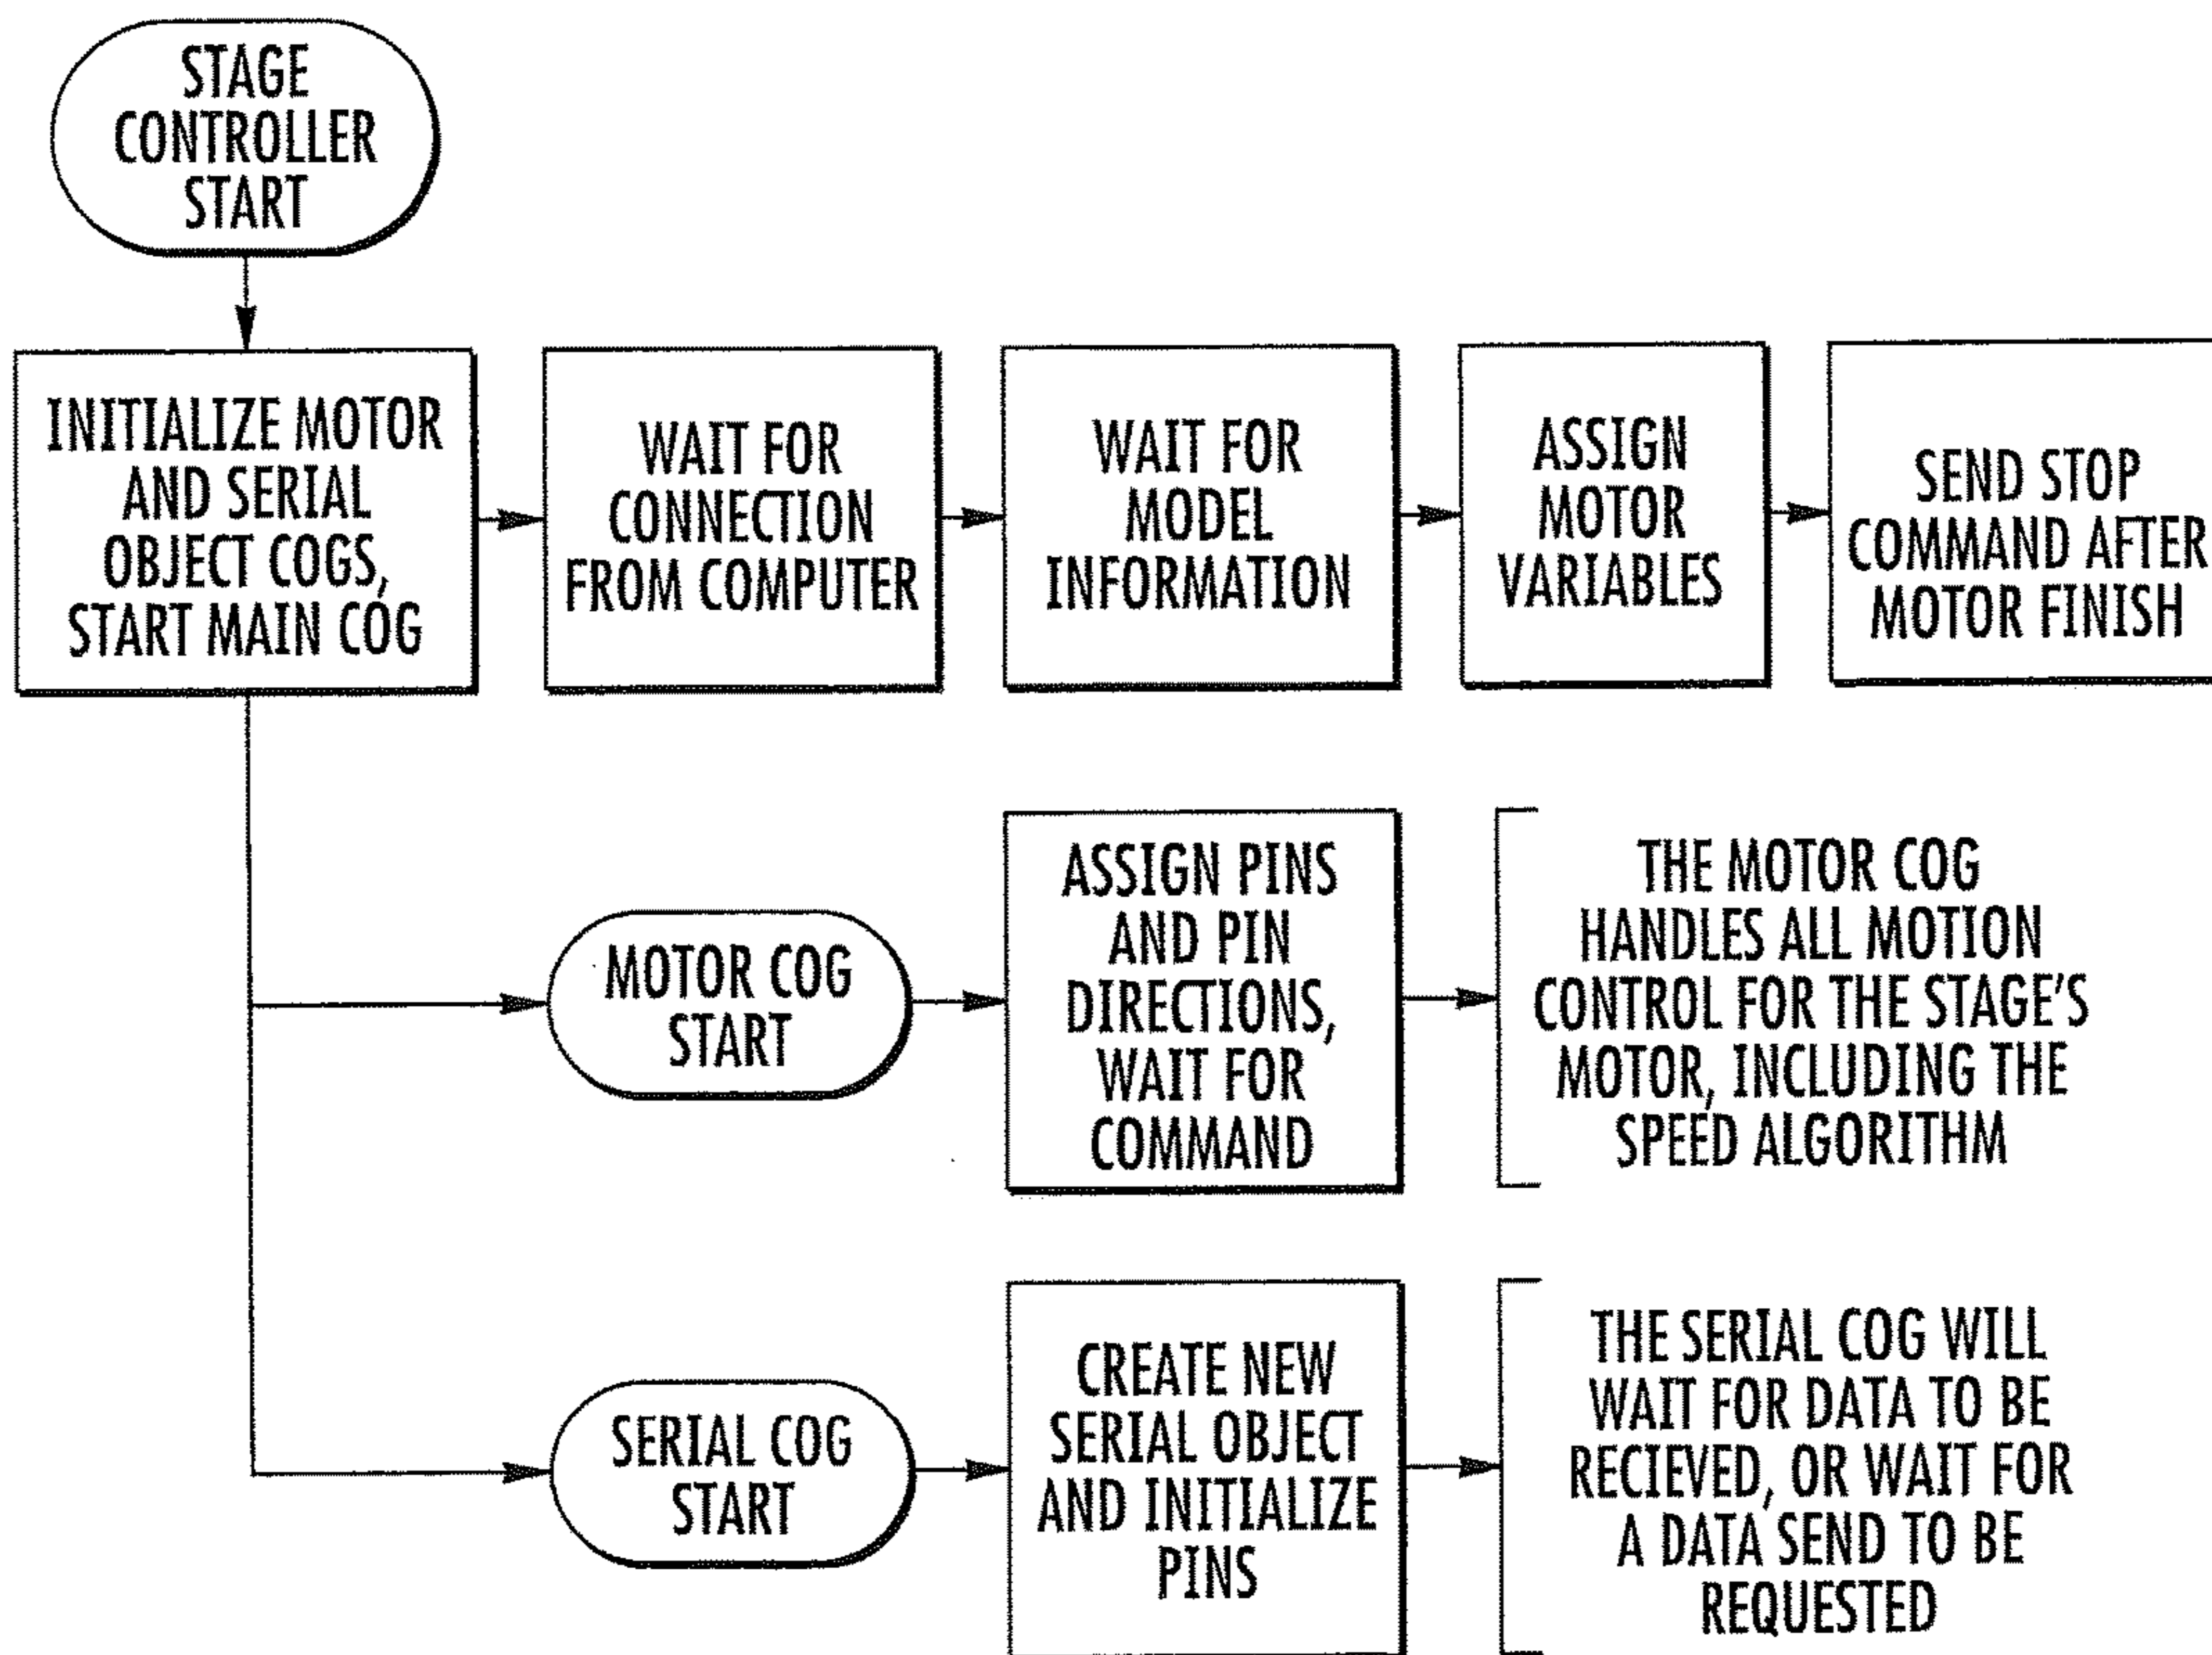 STAGE
CONTROLLER
START
INITIALIZE MOTOR
AND SERIAL
OBJECT COGS,
START MAIN COG
WAIT FOR
CONNECTION
FROM COMPUTER
WAIT FOR
MODEL
INFORMATION
ASSIGN
MOTOR
VARIABLES
SEND STOP
COMMAND AFTER
MOTOR FINISH
MOTOR COG
START
ASSIGN PINS
AND PIN
DIRECTIONS,
WAIT FOR
COMMAND
THE MOTOR COG
HANDLES ALL MOTION
CONTROL FOR THE STAGE'S
MOTOR, INCLUDING THE
SPEED ALGORITHM
SERIAL COG
START
CREATE NEW
SERIAL OBJECT
AND INITIALIZE
PINS
THE SERIAL COG WILL
WAIT FOR DATA TO BE
RECIEVED, OR WAIT FOR
A DATA SEND TO BE
REQUESTED